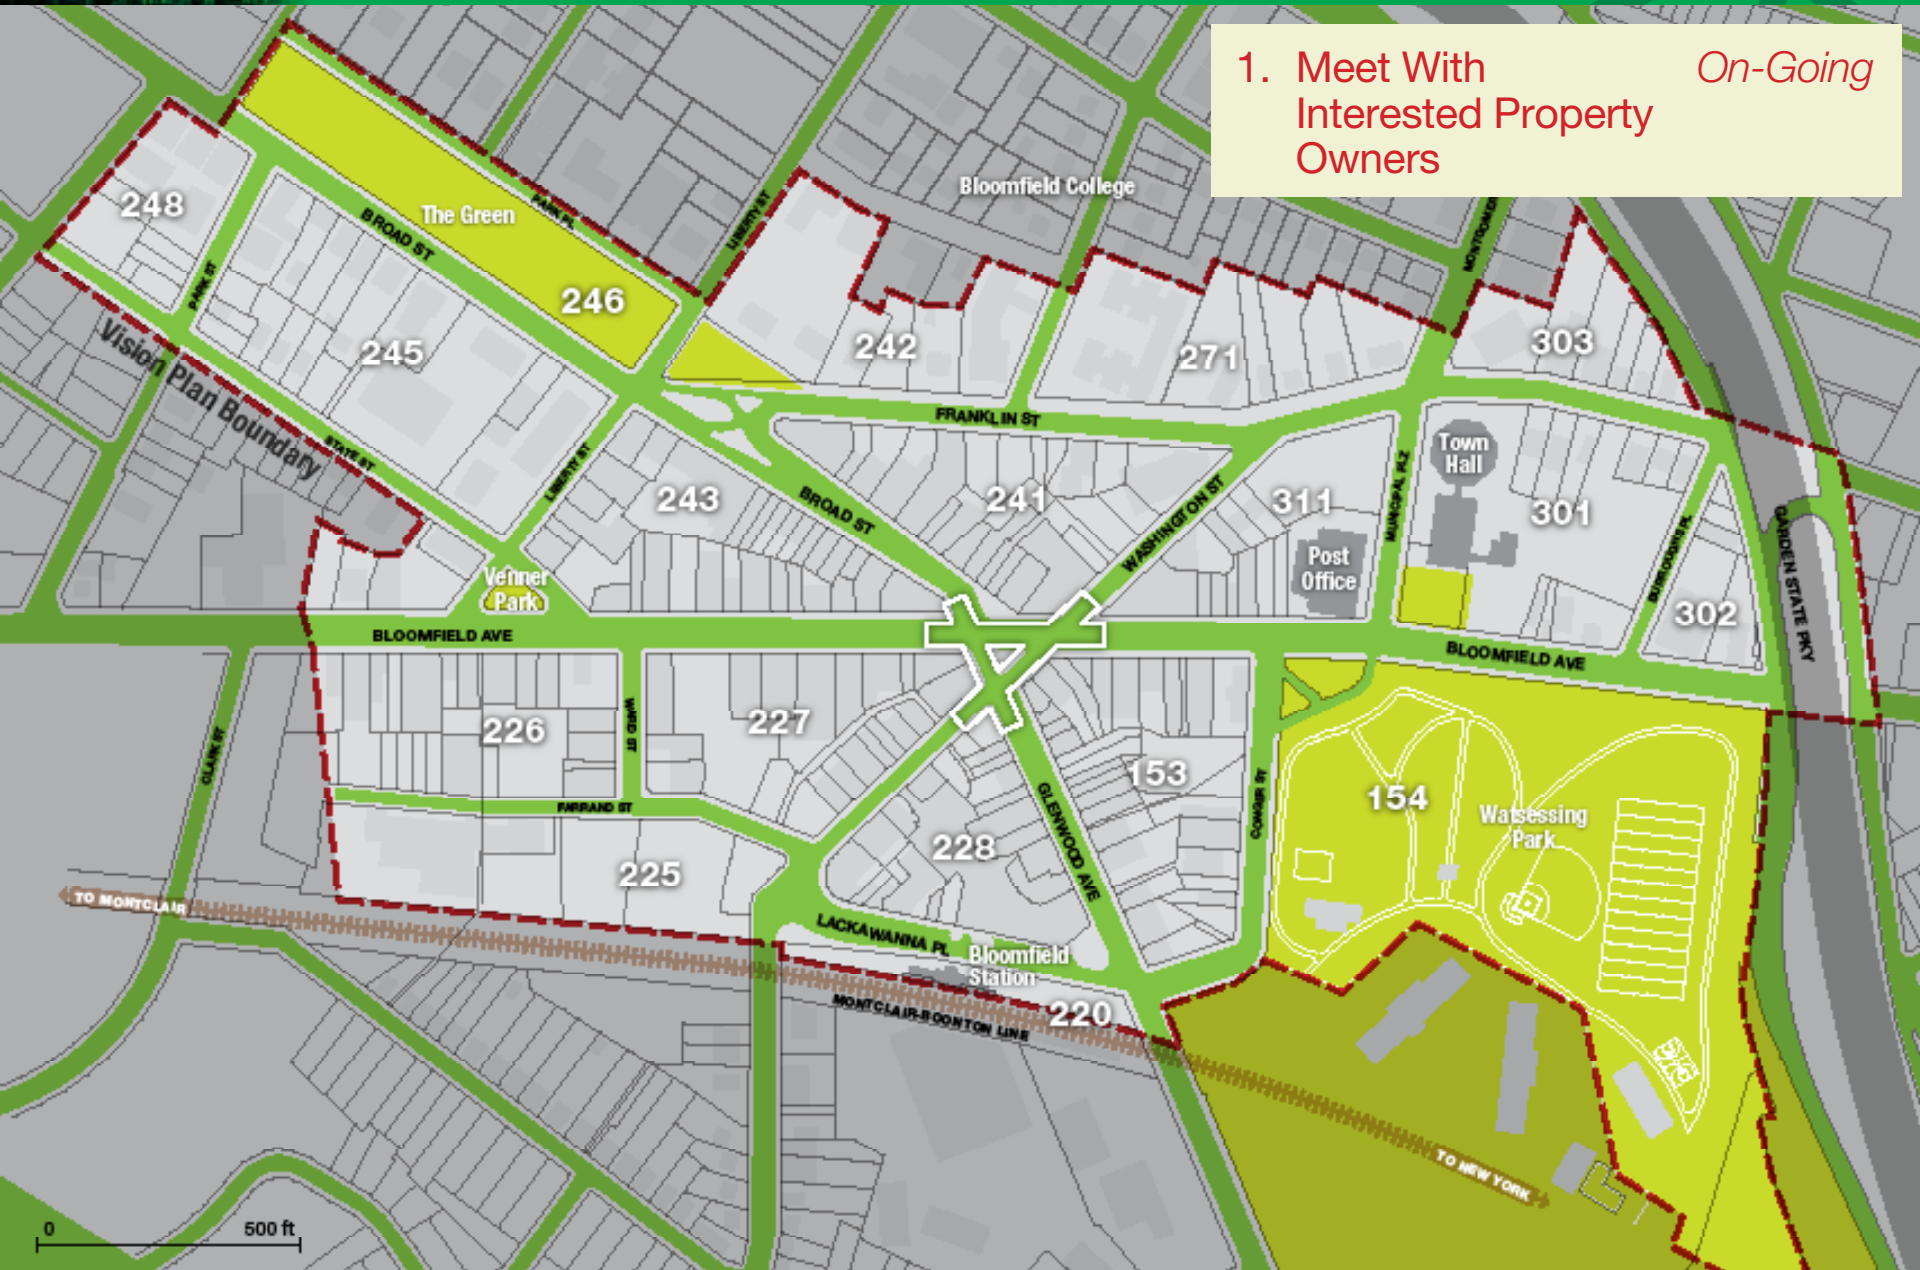 1. Meet With On-Going
Interested Property
Owners
Bloomfield College
248
The Green
PARK PL
LIBERTY ST
BROAD ST
246
PARK ST
245
242
271
303
Vision Plan Boundary
STATE ST
FRANKLIN ST
LIBERTY ST
243
BROAD ST
241
WASHINGTON ST
311
MUNICIPAL PLZ
Town
Hall
301
Post
Office
302
GARDEN STATE PKY
Venner
Park
BLOOMFIELD AVE
BLOOMFIELD AVE
CLARK ST
226
WARD ST
227
153
154
Watsessing
Park
FARRAND ST
225
228
GLENWOOD AVE
CONGER ST
TO MONTCLAIR
LACKAWANNA PL
Bloomfield
Station
220
MONTCLAIR-BOONTON LINE
TO NEW YORK
0 500 ft